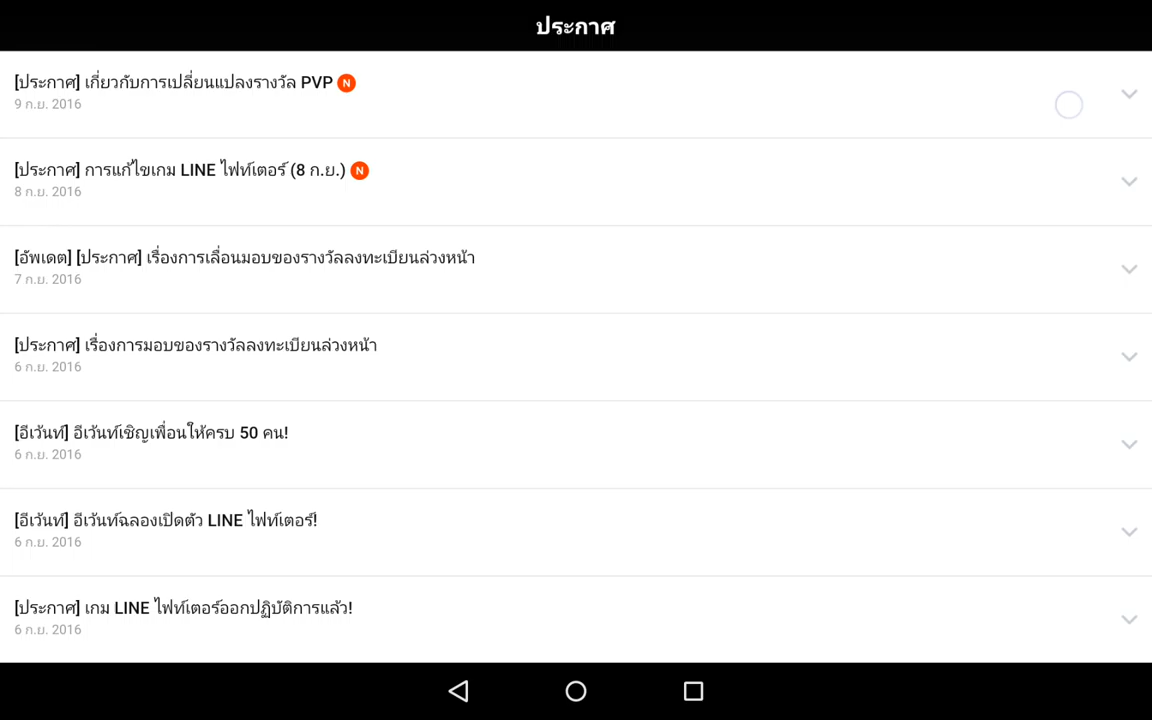 ประกาศ
[ประกาศ] เกี่ยวกับการเปลี่ยนแปลงรางวัล PVP N
9 ก.ย. 2016
[ประกาศ] การแก้ไขเกม LINE ไฟท์เตอร์ (8 ก.ย.) N
8 ก.ย. 2016
[อัพเดต] [ประกาศ] เรื่องการเลื่อนมอบของรางวัลลงทะเบียนล่วงหน้า
7 ก.ย. 2016
[ประกาศ] เรื่องการมอบของรางวัลลงทะเบียนล่วงหน้า
6 ก.ย. 2016
[อีเว้นท์] อีเว้นท์เชิญเพื่อนให้ครบ 50 คน!
6 ก.ย. 2016
[อีเว้นท์] อีเว้นท์ฉลองเปิดตัว LINE ไฟท์เตอร์!
6 ก.ย. 2016
[ประกาศ] เกม LINE ไฟท์เตอร์ออกปฏิบัติการแล้ว!
6 ก.ย. 2016